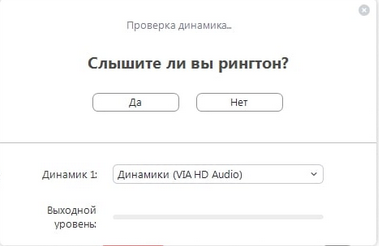 Проверка динамика...
Слышите ли вы рингтон?
Да Нет
Динамик 1: Динамики (VIA HD Audio)
Выходной
уровень: